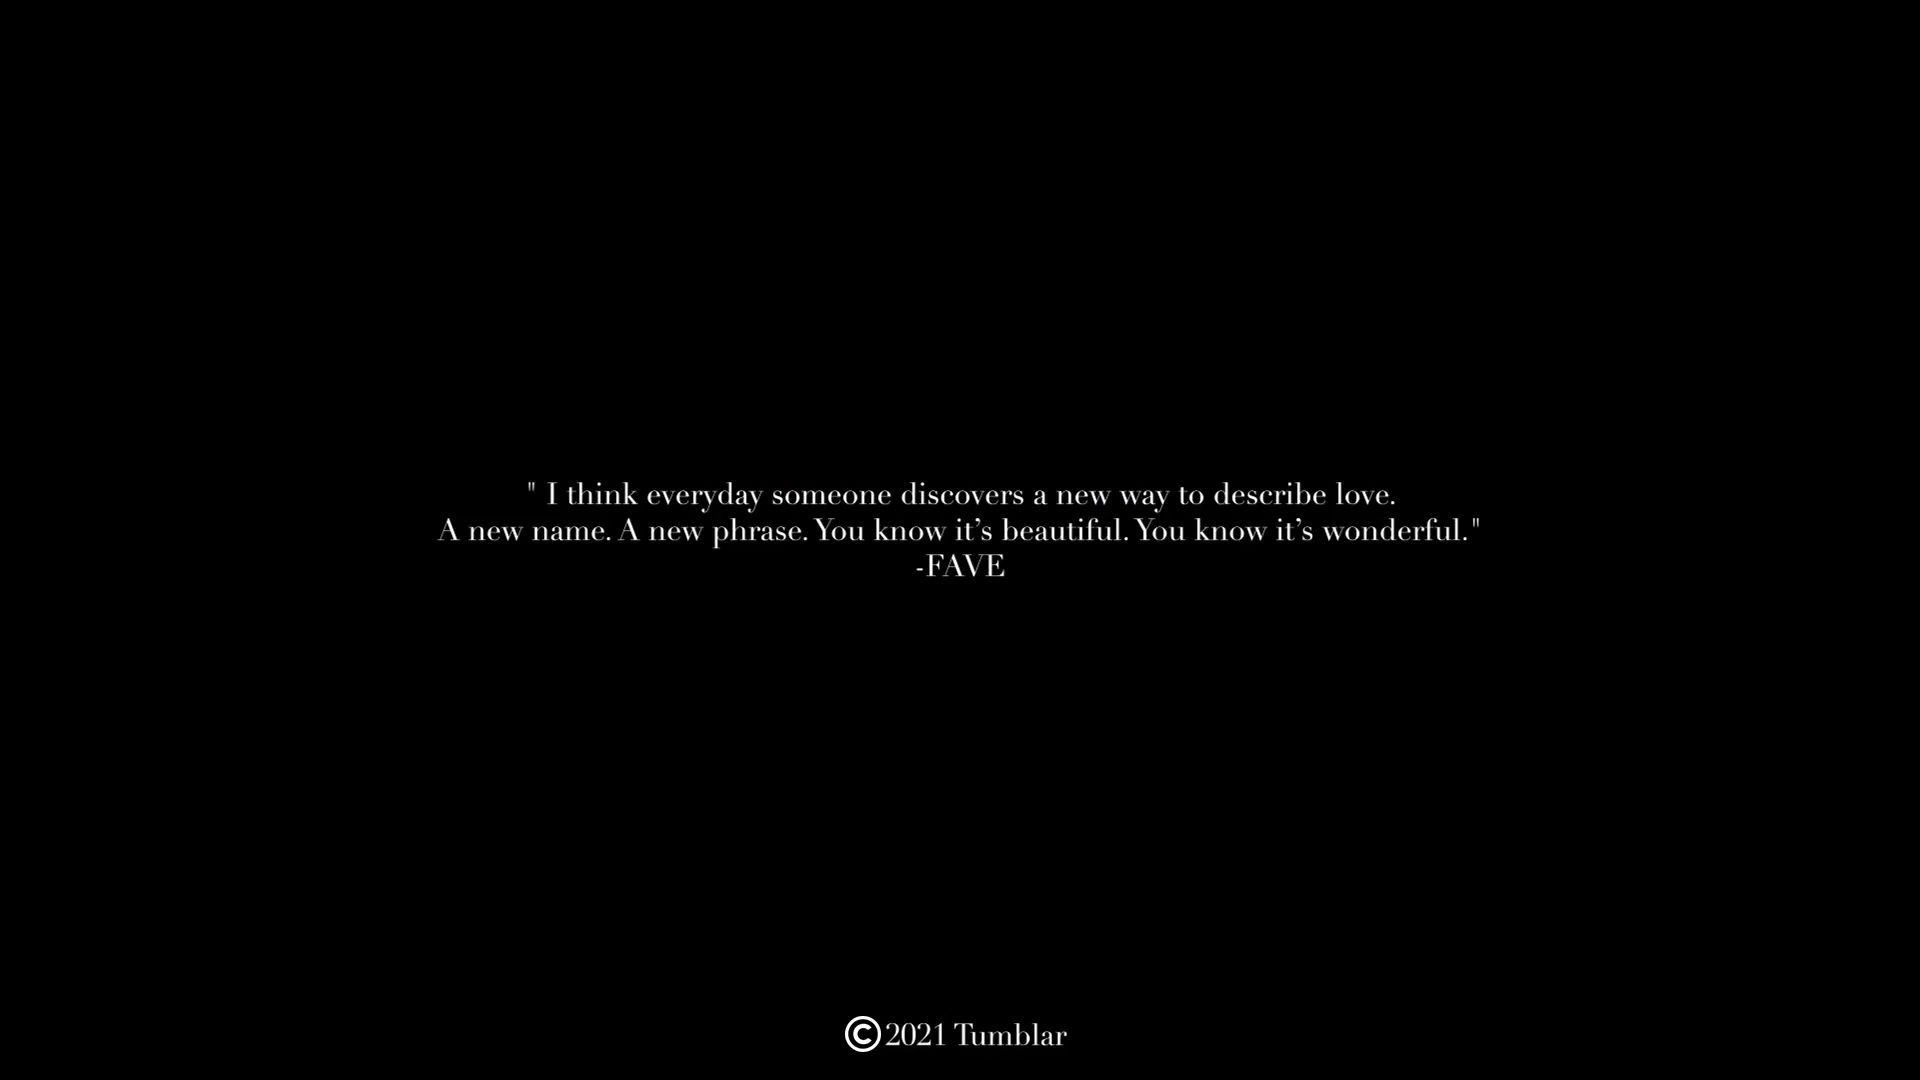 " I think everyday someone discovers a new way to describe love.
A new name. A new phrase. You know it’s beautiful. You know it’s wonderful."
-FAVE
©2021 Tumblar